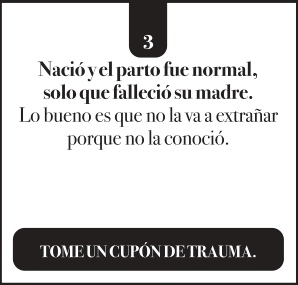 3
Nació y el parto fue normal,
solo que falleció su madre.
Lo bueno es que no la va a extrañar
porque no la conoció.
TOME UN CUPÓN DE TRAUMA.